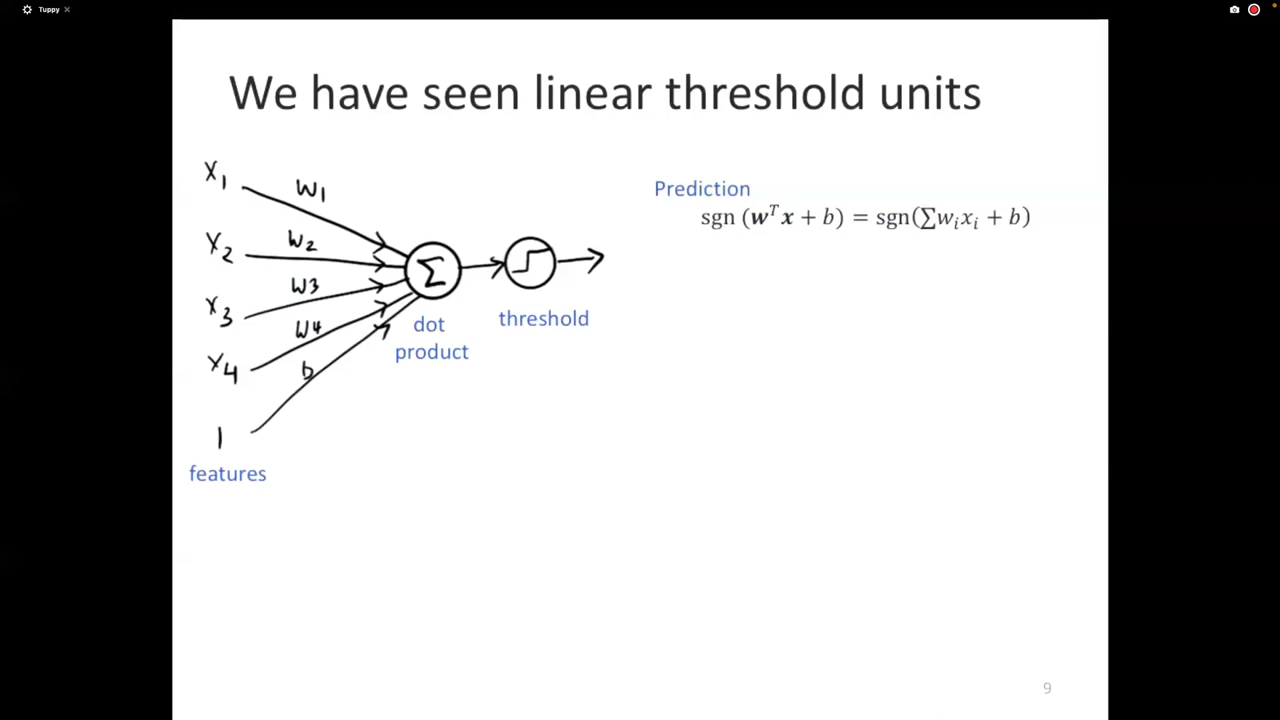 Tuppy
We have seen linear threshold units
x1
w1
x2
w2
x3
w3
x4
w4
b
1
features
Σ
dot
product
threshold
Prediction
sgn (𝒘ᵀ𝒙 + b) = sgn(∑wᵢxᵢ + b)
9